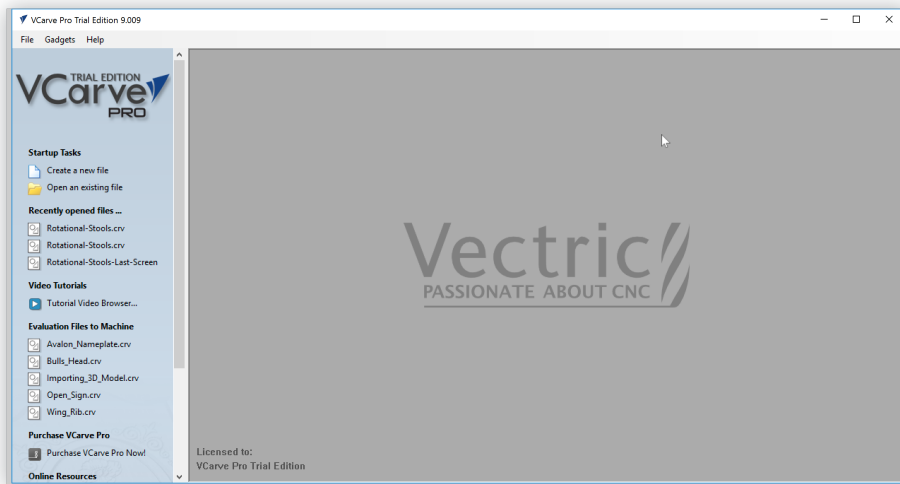 VCarve Pro Trial Edition 9.009
File Gadgets Help
TRIAL EDITION
VCarve
PRO
Startup Tasks
Create a new file
Open an existing file
Recently opened files ...
Rotational-Stools.crv
Rotational-Stools.crv
Rotational-Stools-Last-Screen
Video Tutorials
Tutorial Video Browser...
Evaluation Files to Machine
Avalon_Nameplate.crv
Bulls_Head.crv
Importing_3D_Model.crv
Open_Sign.crv
Wing_Rib.crv
Purchase VCarve Pro
Purchase VCarve Pro Now!
Online Resources
Vectric
PASSIONATE ABOUT CNC
Licensed to:
VCarve Pro Trial Edition